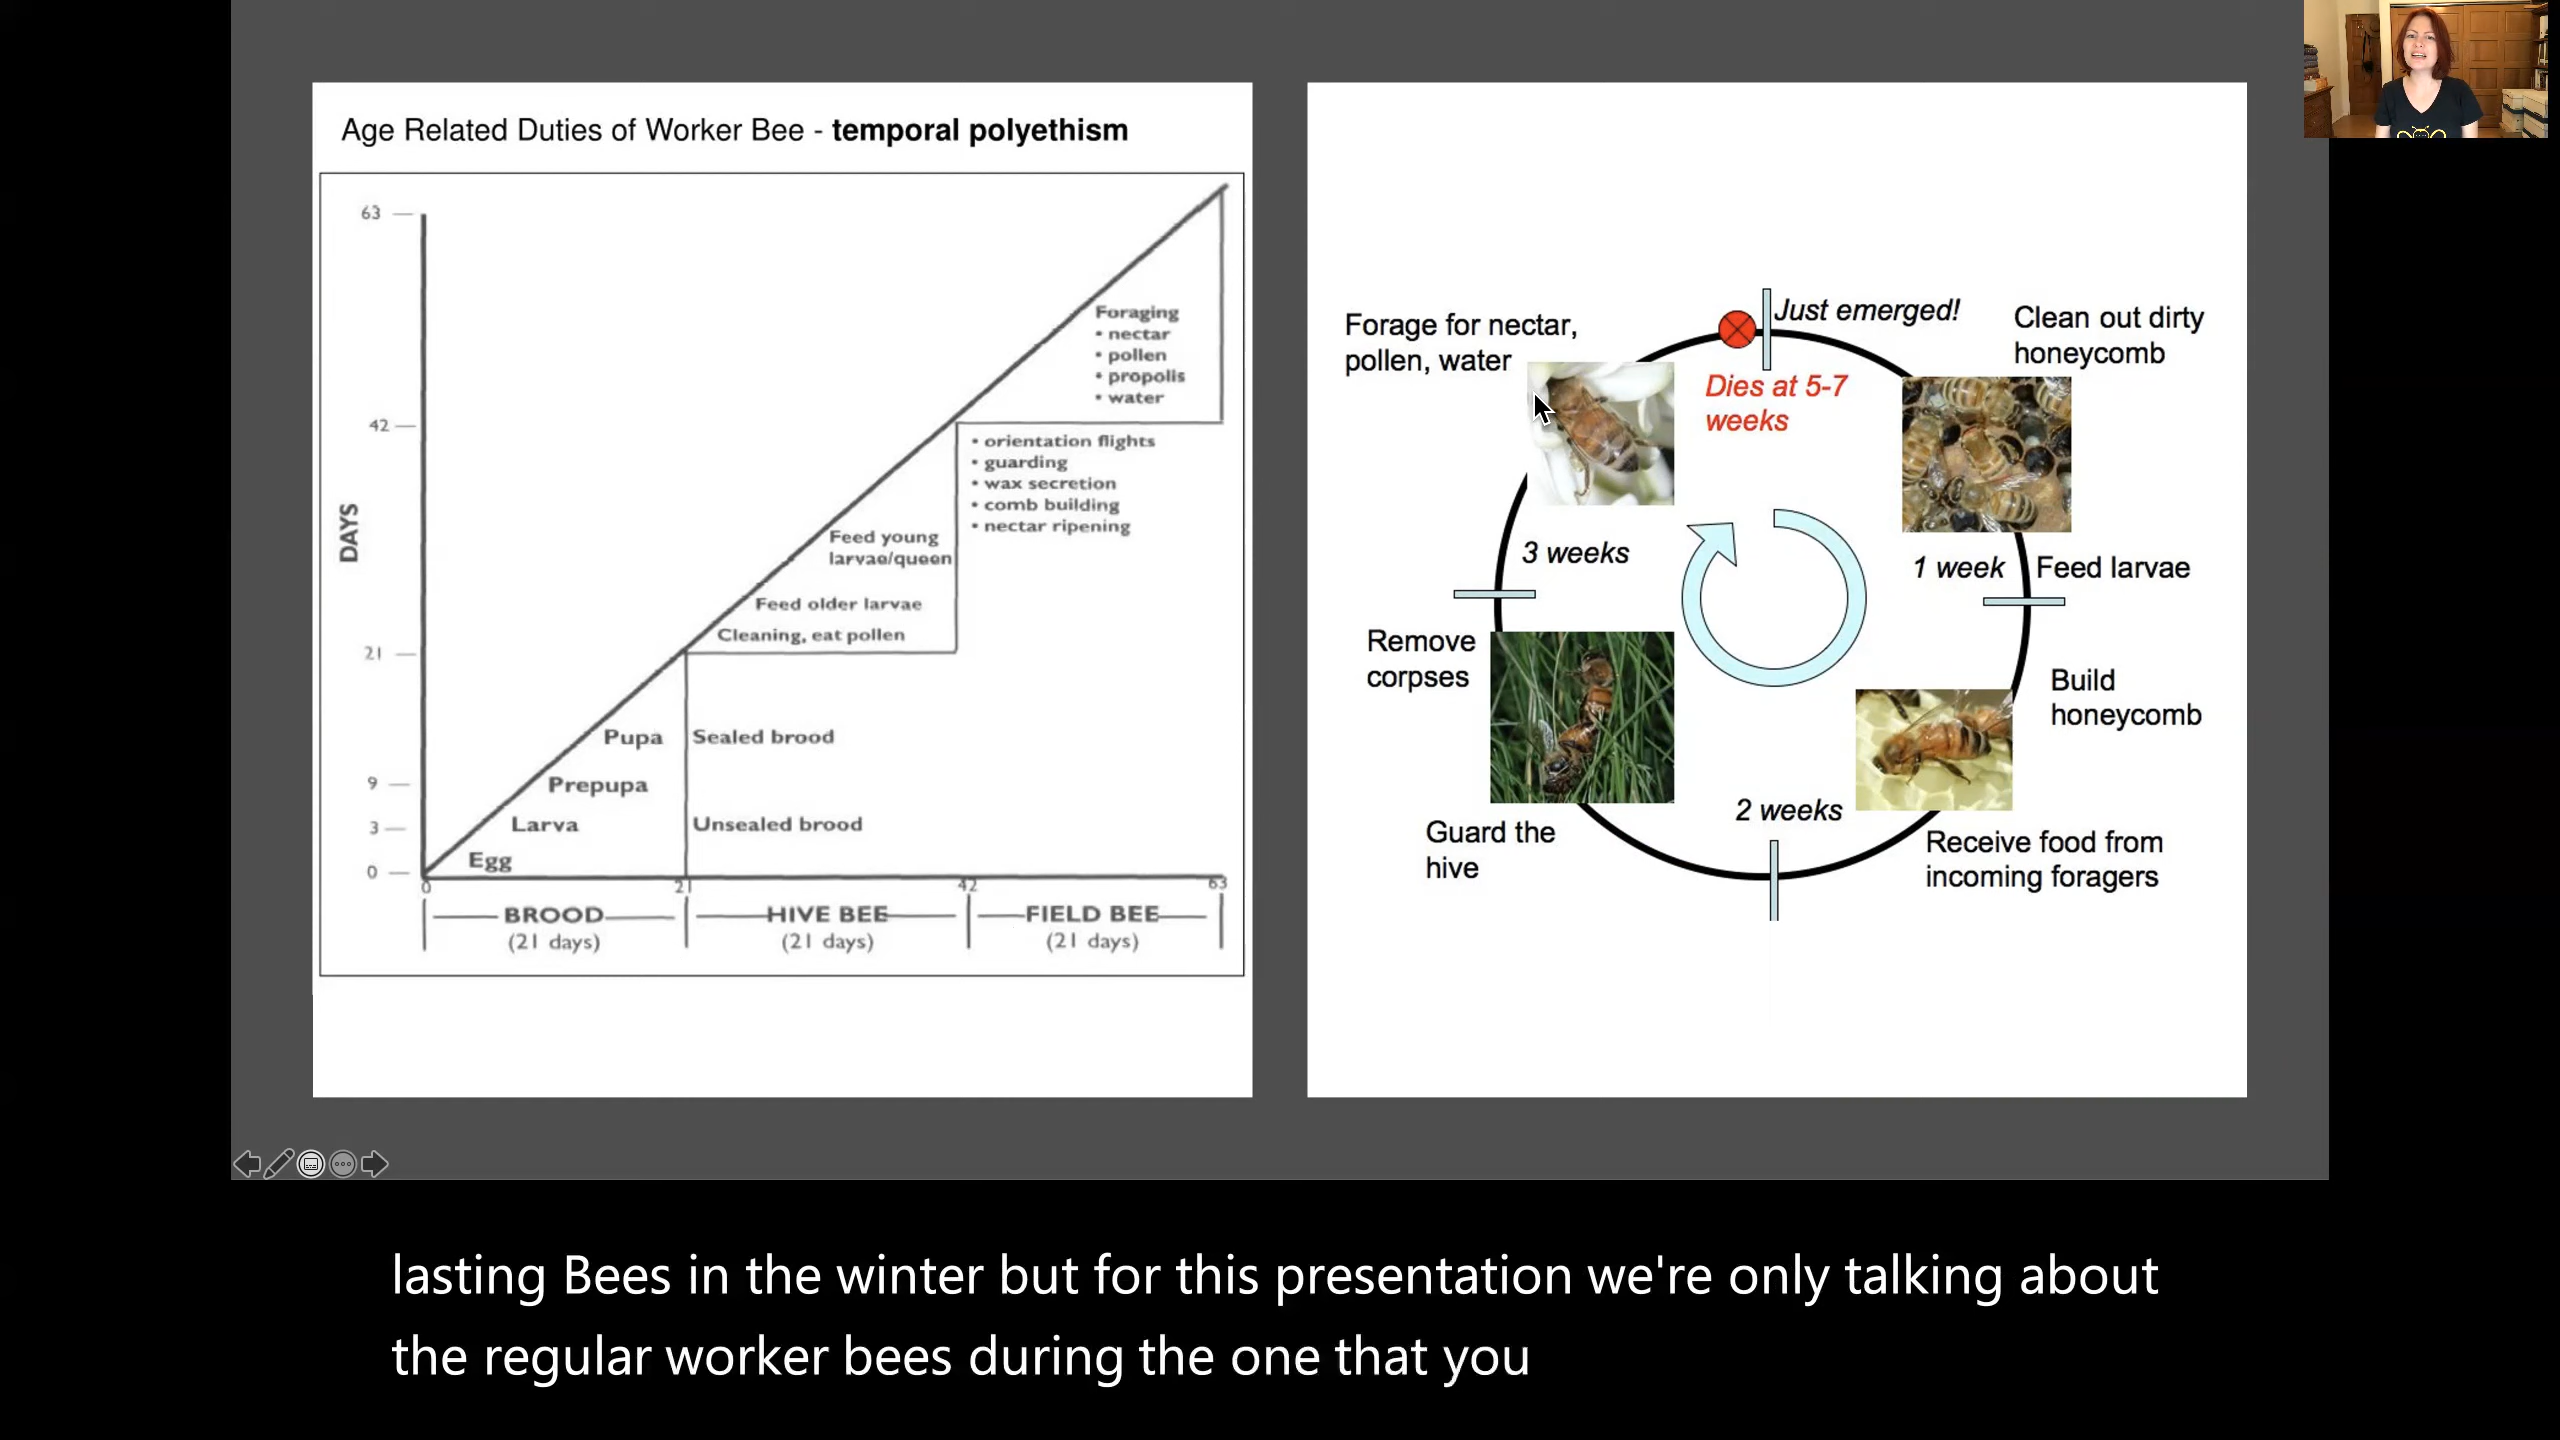 Age Related Duties of Worker Bee - temporal polyethism
63
42
21
9
3
0
DAYS
Foraging
• nectar
• pollen
• propolis
• water
• orientation flights
• guarding
• wax secretion
• comb building
• nectar ripening
Feed young
larvae/queen
Feed older larvae
Cleaning, eat pollen
Pupa
Sealed brood
Prepupa
Larva
Unsealed brood
Egg
0 21 42 63
BROOD HIVE BEE FIELD BEE
(21 days) (21 days) (21 days)
Just emerged!
Clean out dirty
honeycomb
Forage for nectar,
pollen, water
Dies at 5-7
weeks
3 weeks
1 week
Feed larvae
Remove
corpses
Build
honeycomb
2 weeks
Guard the
hive
Receive food from
incoming foragers
lasting Bees in the winter but for this presentation we're only talking about
the regular worker bees during the one that you